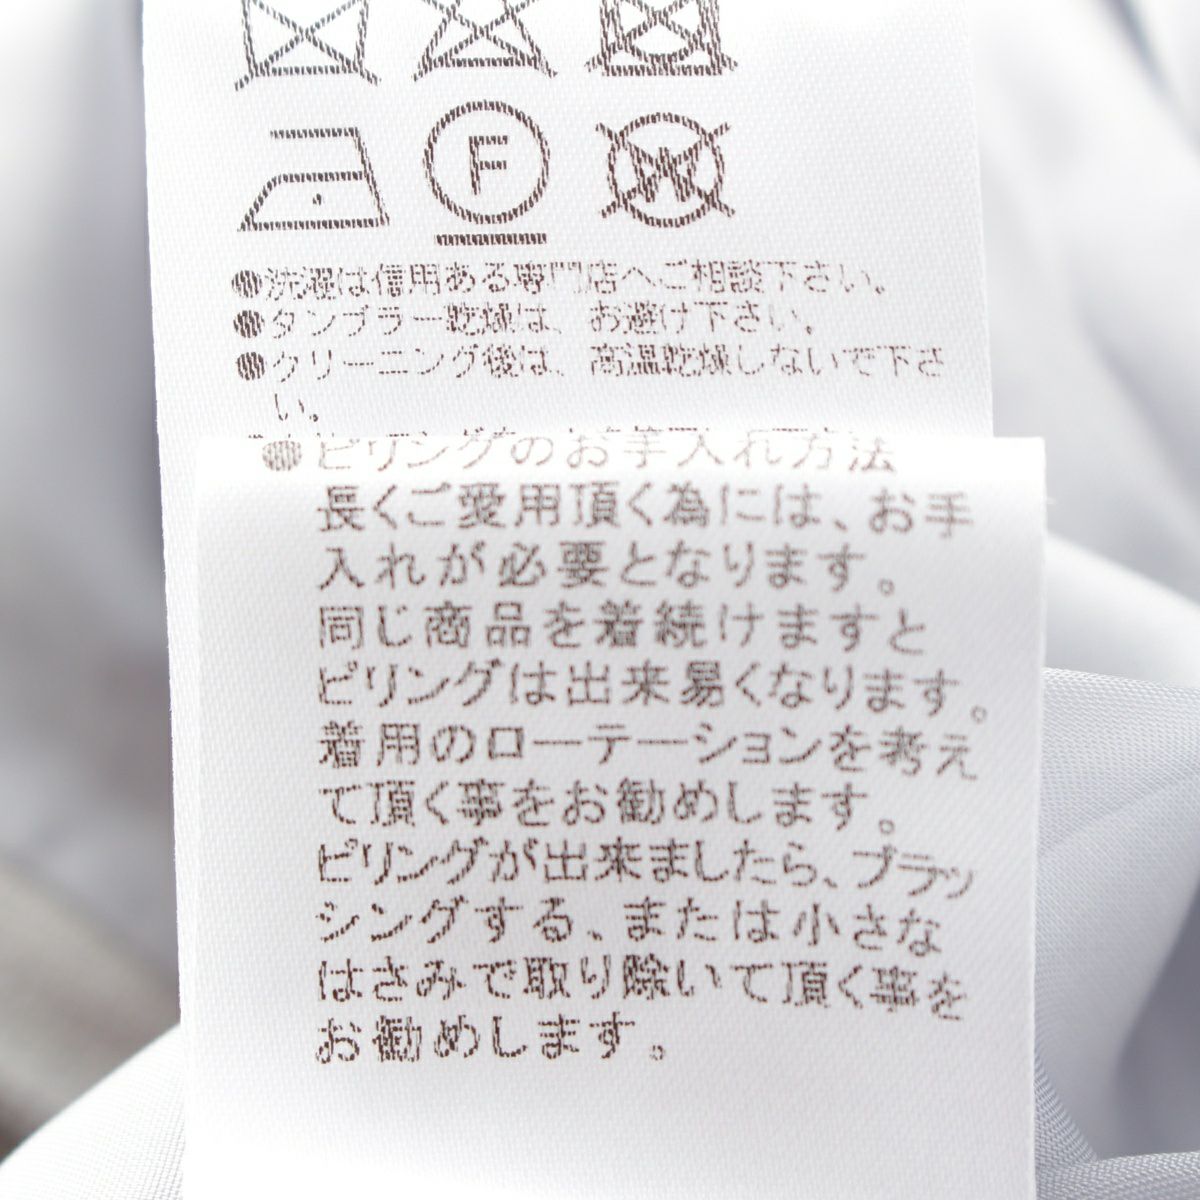 F
W
●洗濯は信用ある専門店へご相談下さい。
●タンブラー乾燥は、お避け下さい。
●クリーニング後は、高温乾燥しないで下さ
い。
●ピリングのお手入れ方法
長くご愛用頂く為には、お手
入れが必要となります。
同じ商品を着続けますと
ピリングは出来易くなります。
着用のローテーションを考え
て頂く事をお勧めします。
ピリングが出来ましたら、ブラッ
シングする、または小さな
はさみで取り除いて頂く事を
お勧めします。